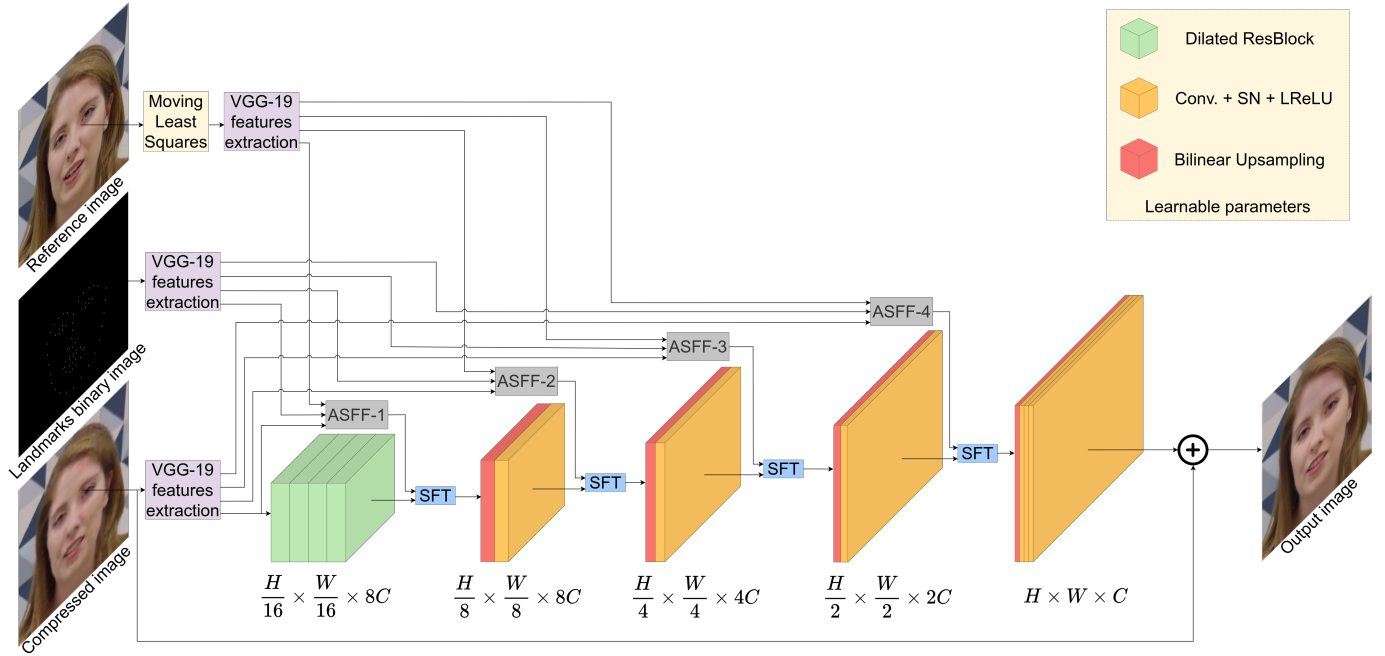 Reference image
Moving
Least
Squares
VGG-19
features
extraction
Dilated ResBlock
Conv. + SN + LReLU
Bilinear Upsampling
Learnable parameters
Landmarks binary image
VGG-19
features
extraction
ASFF-4
ASFF-3
ASFF-2
ASFF-1
Compressed image
VGG-19
features
extraction
SFT
SFT
SFT
SFT
+
Output image
H/16 × W/16 × 8C
H/8 × W/8 × 8C
H/4 × W/4 × 4C
H/2 × W/2 × 2C
H × W × C